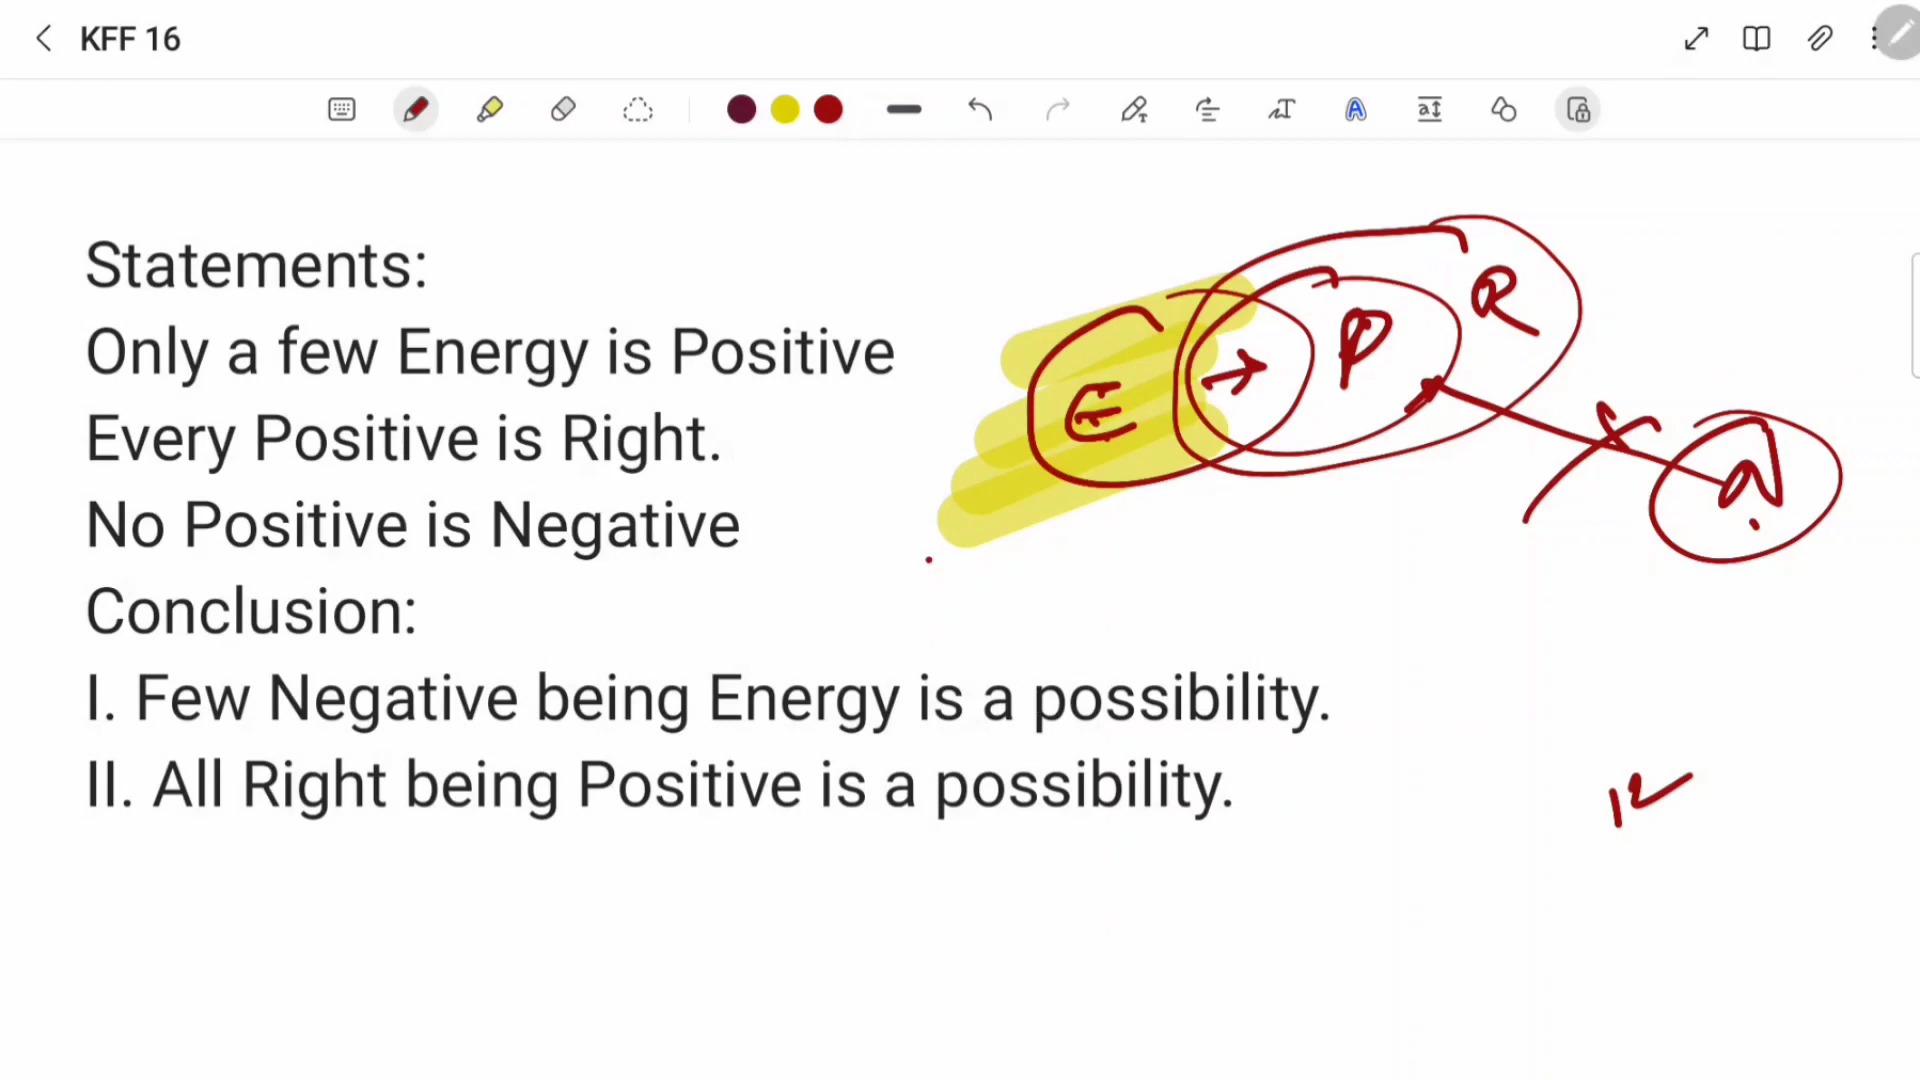 KFF 16
Statements:
Only a few Energy is Positive
Every Positive is Right.
No Positive is Negative
Conclusion:
I. Few Negative being Energy is a possibility.
II. All Right being Positive is a possibility.
E
P
R
N